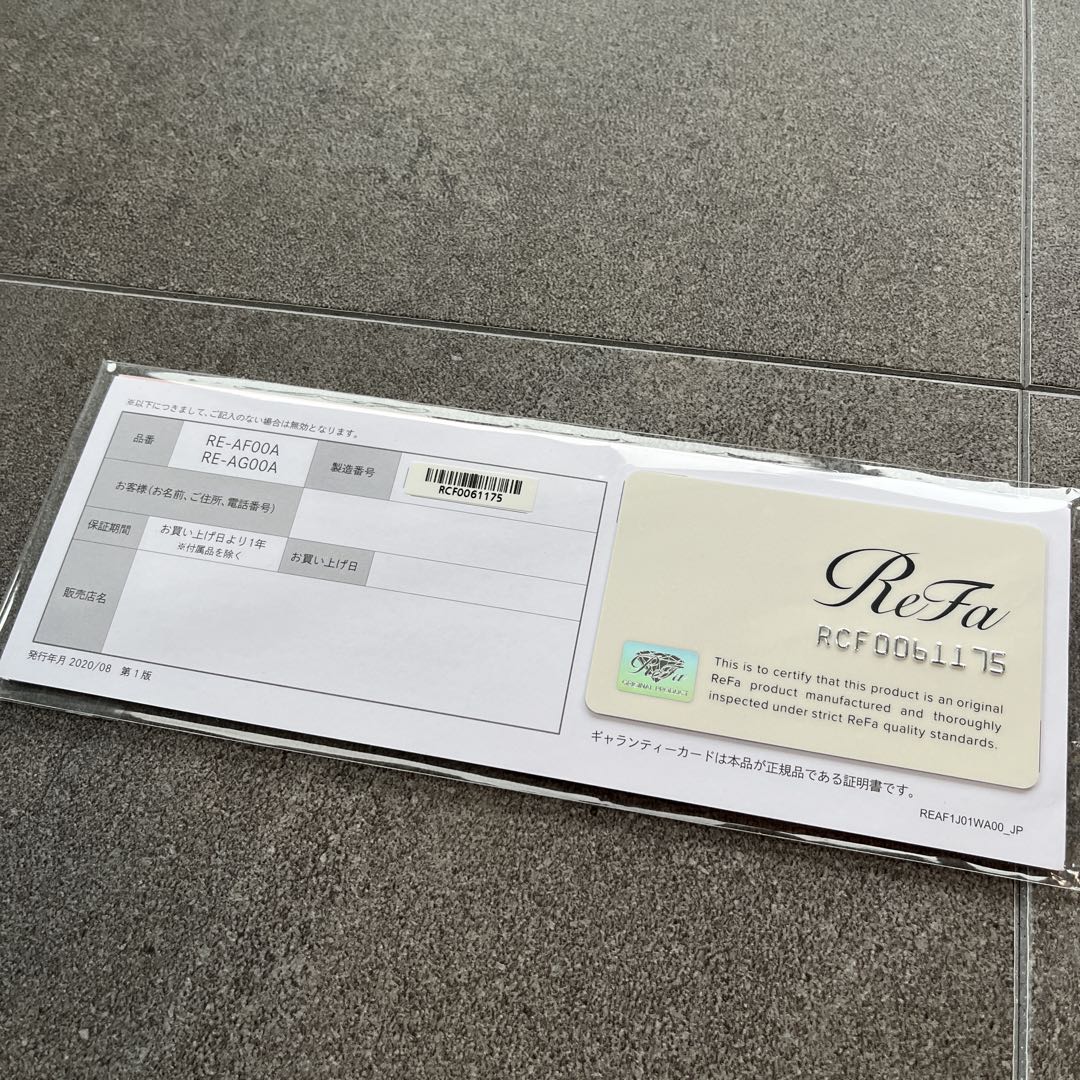 ※以下につきまして、ご記入のない場合は無効となります。
品番
RE-AF00A
RE-AG00A
製造番号
RCF0061175
お客様(お名前、ご住所、電話番号)
保証期間
お買い上げ日より1年
※付属品を除く
お買い上げ日
販売店名
発行年月 2020/08 第1版
ReFa
RCF0061175
ReFa
ORIGINAL PRODUCT
This is to certify that this product is an original
ReFa product manufactured and thoroughly
inspected under strict ReFa quality standards.
ギャランティーカードは本品が正規品である証明書です。
REAF1J01WA00_JP